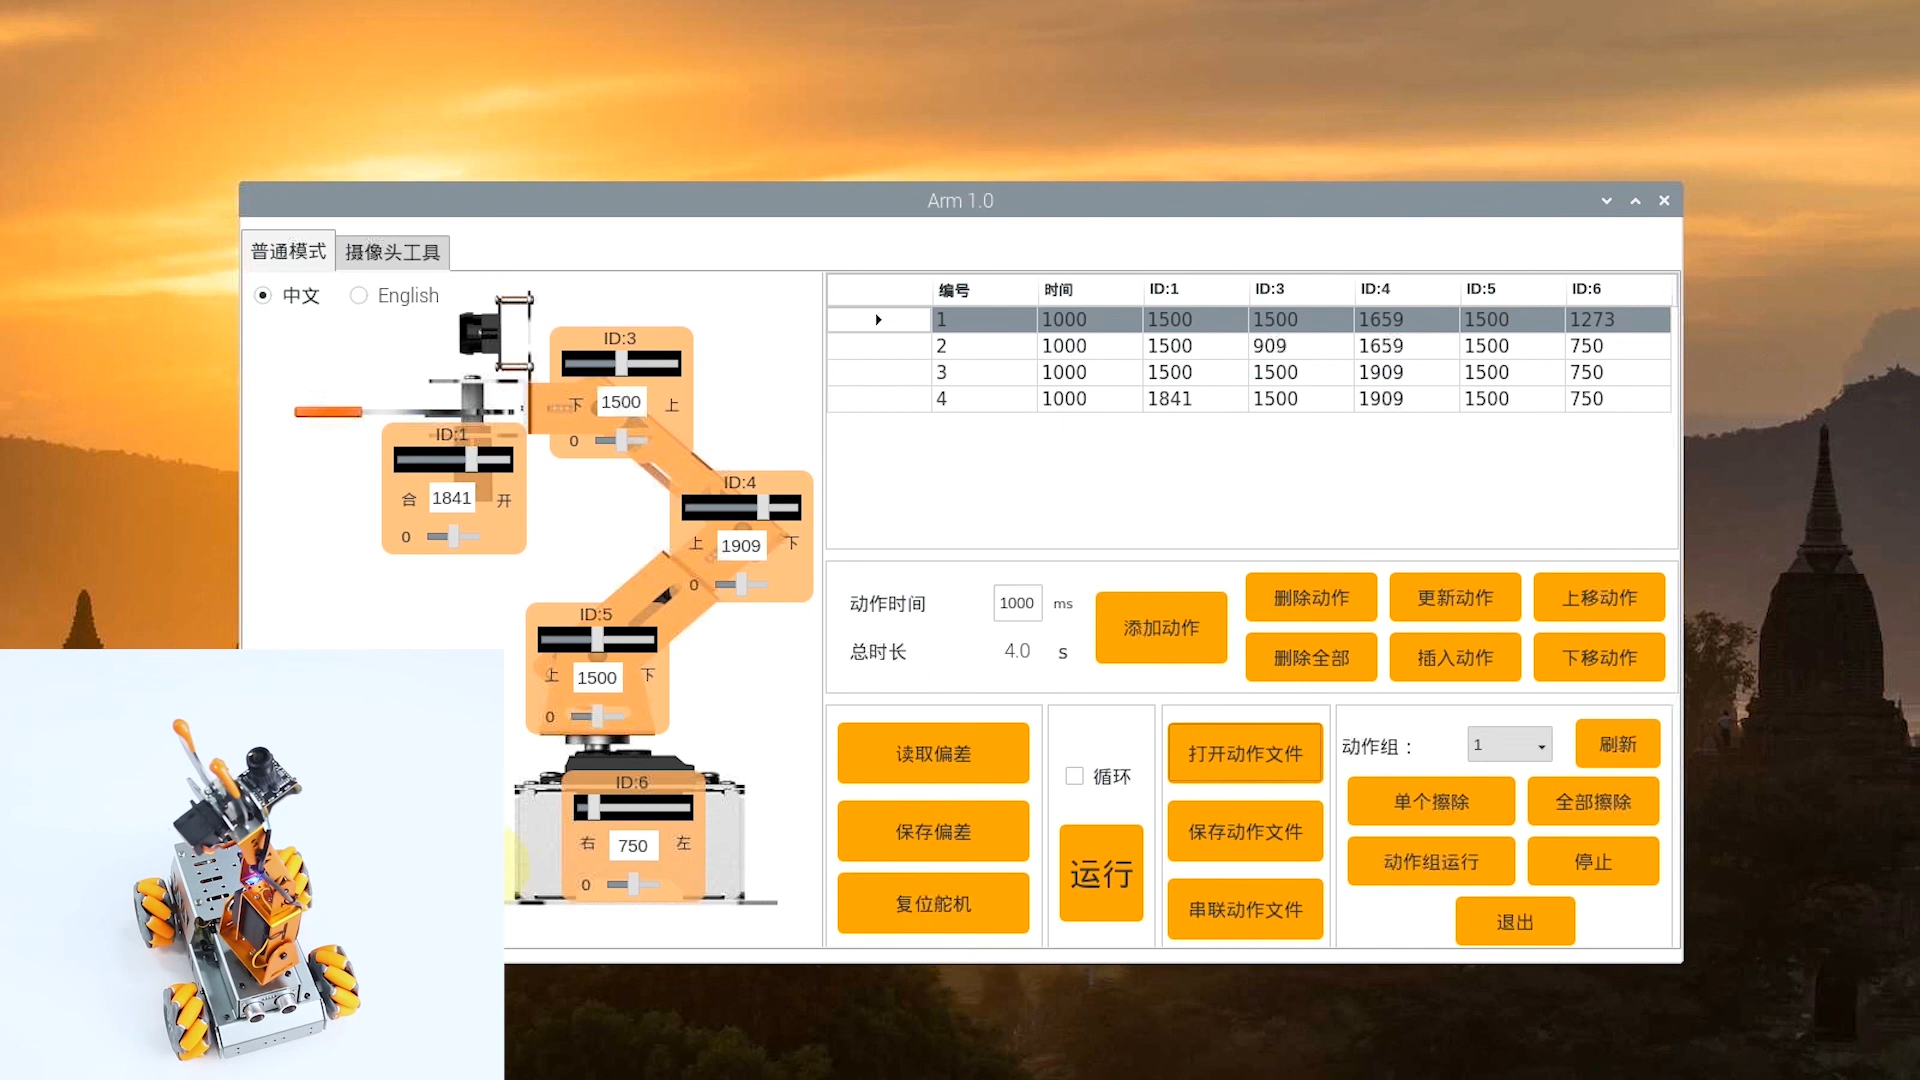 Arm 1.0
普通模式 摄像头工具
中文 English
ID:3
下 1500 上
0
ID:1
合 1841 开
0
ID:4
上 1909 下
0
ID:5
上 1500 下
0
ID:6
右 750 左
0
编号 时间 ID:1 ID:3 ID:4 ID:5 ID:6
1 1000 1500 1500 1659 1500 1273
2 1000 1500 909 1659 1500 750
3 1000 1500 1500 1909 1500 750
4 1000 1841 1500 1909 1500 750
动作时间 1000 ms
总时长 4.0 s
添加动作
删除动作 更新动作 上移动作
删除全部 插入动作 下移动作
读取偏差
保存偏差
复位舵机
循环
运行
打开动作文件
保存动作文件
串联动作文件
动作组： 1 刷新
单个擦除 全部擦除
动作组运行 停止
退出